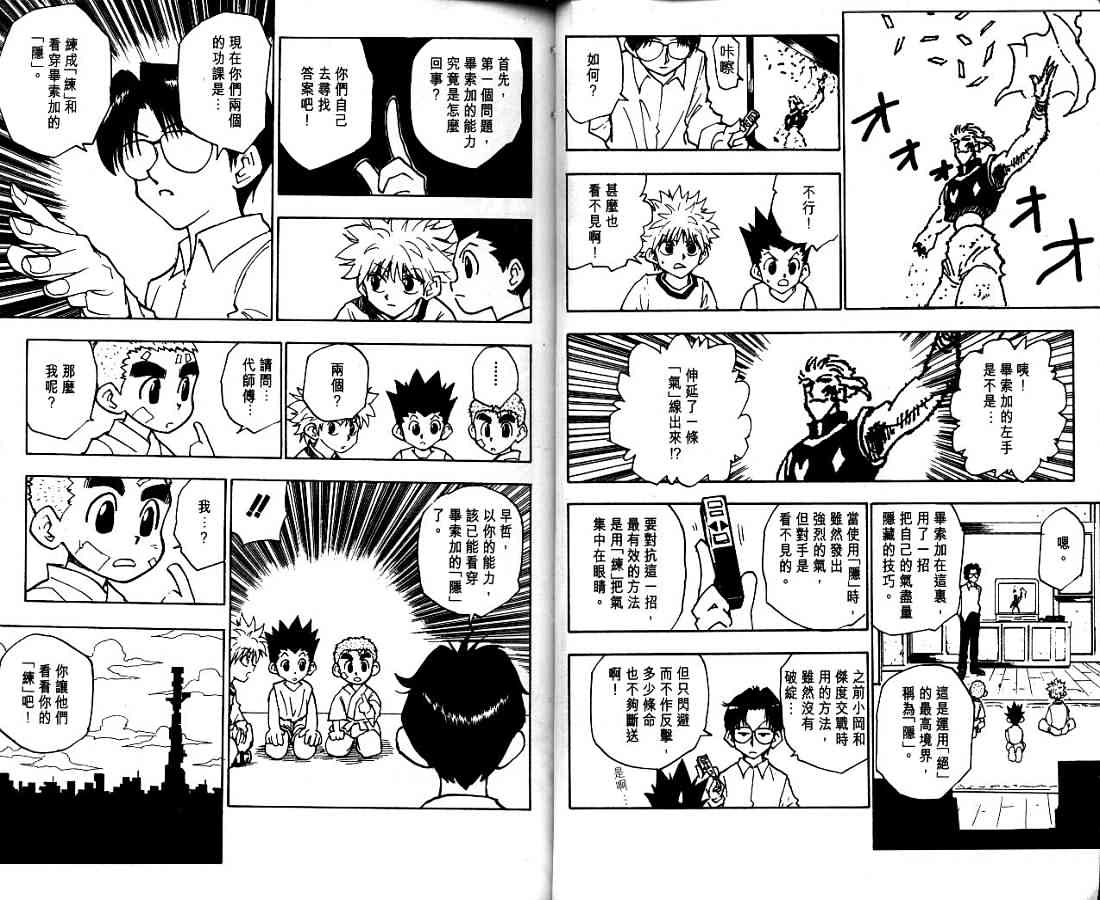 オ
オ
オ
オ
咔嚓
如何？
不行！
甚麼也
看不見啊！
咦！
畢索加的左手
是不是…
伸延了一條
「氣」線出來!?
嗯。
畢索加在這裏，
用了一招
把自己的氣盡量
隱藏的技巧。
這是運用「絕」
的最高境界，
稱為「隱」。
當使用「隱」時，
雖然發出
強烈的氣，
但對手是
看不見的。
要對抗這一招
最有效的方法
是用「練」把氣
集中在眼睛。
之前小岡和
傑度交戰時
用的方法，
雖然沒有
破綻，
但只閃避
而不作反擊，
多少條命
也不夠斷送
啊！
是啊…
首先，
第一個問題，
畢索加的能力
究竟是怎麼
回事？
你們自己
去尋找
答案吧！
現在你們兩個
的功課是…
練成「練」和
看穿畢索加的
「隱」。
……
兩個？
請問…
代師傅…
那麼
我呢？
早哲，
以你的能力，
該已能看穿
畢索加的「隱」
了。
!!
我…？
你讓他們
看看你的
「練」吧！